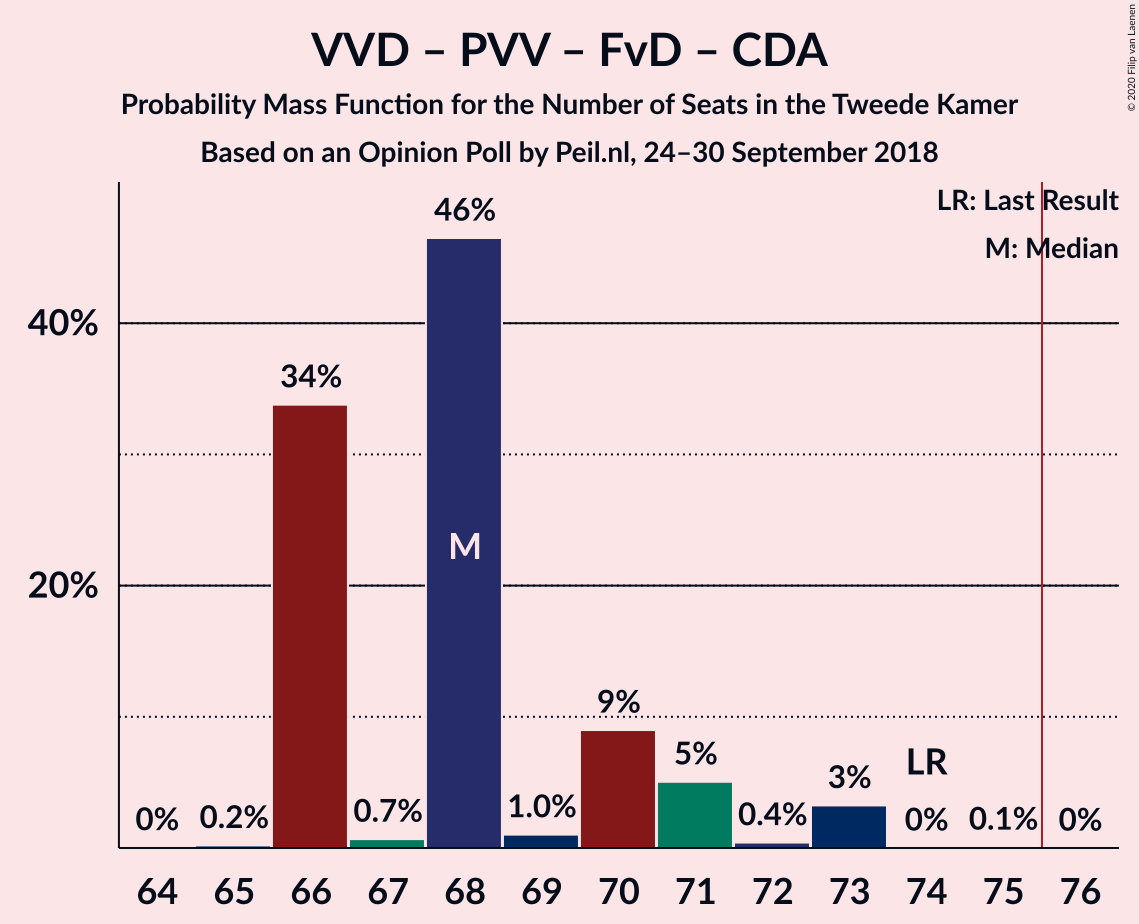 VVD – PVV – FvD – CDA
Probability Mass Function for the Number of Seats in the Tweede Kamer
Based on an Opinion Poll by Peil.nl, 24–30 September 2018
© 2020 Filip van Laenen
LR: Last Result
M: Median
46%
40%
34%
M
20%
9%
5%
LR
3%
0% 0.2% 0.7% 1.0% 0.4% 0% 0.1% 0%
64 65 66 67 68 69 70 71 72 73 74 75 76